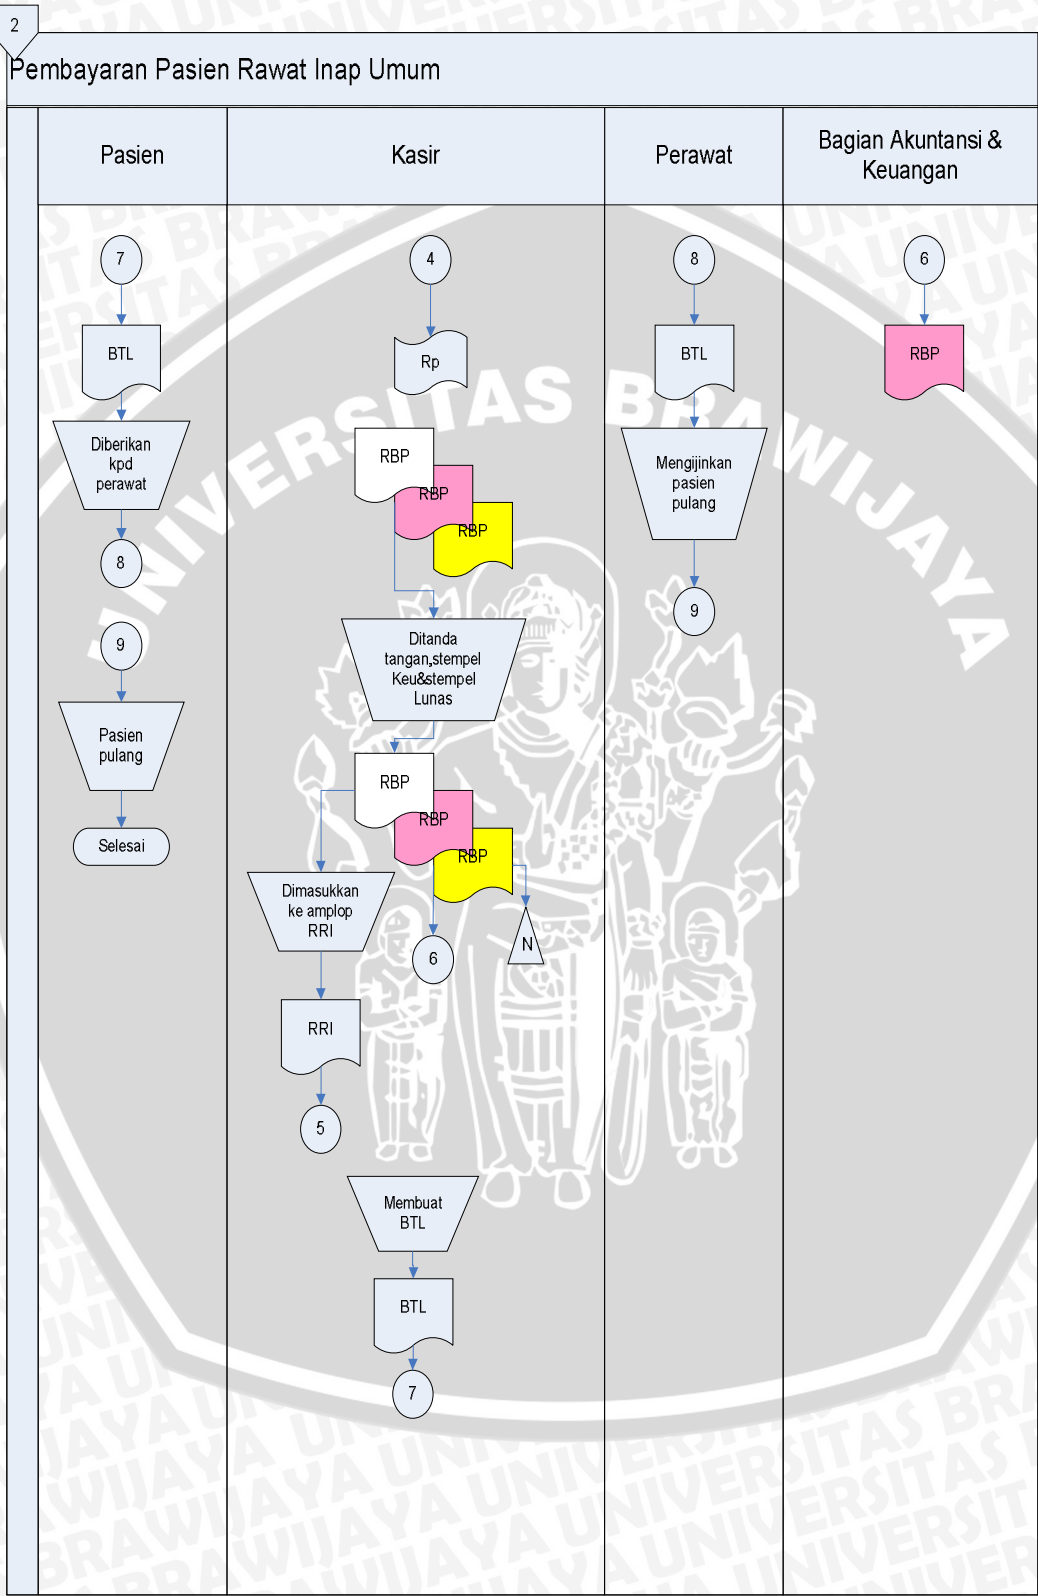 2
Pembayaran Pasien Rawat Inap Umum
Pasien
Kasir
Perawat
Bagian Akuntansi &
Keuangan
7
BTL
Diberikan
kpd
perawat
8
9
Pasien
pulang
Selesai
4
Rp
RBP
RBP
RBP
Ditanda
tangan,stempel
Keu&stempel
Lunas
RBP
RBP
RBP
Dimasukkan
ke amplop
RRI
6
N
RRI
5
Membuat
BTL
BTL
7
8
BTL
Mengijinkan
pasien
pulang
9
6
RBP
UNIVERSITAS BRAWIJAYA